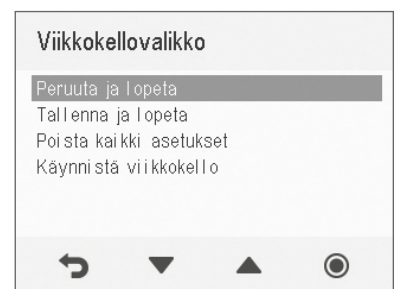 Viikkokellovalikko
Peruuta ja lopeta
Tallenna ja lopeta
Poista kaikki asetukset
Käynnistä viikkokello